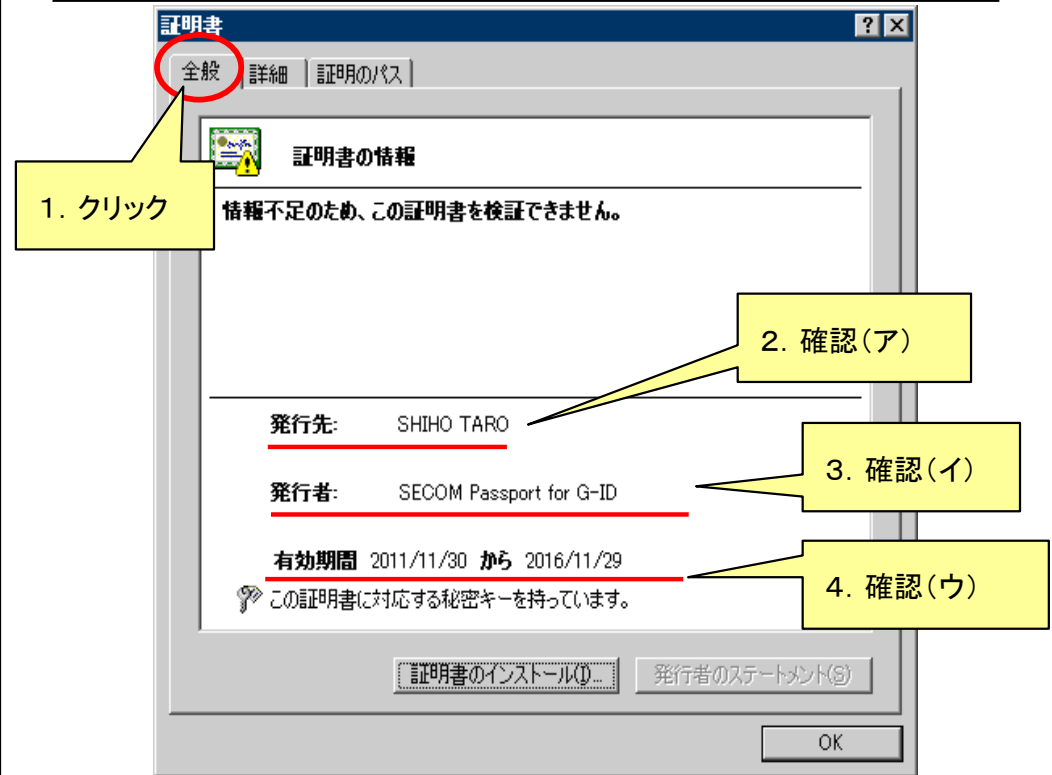 証明書
全般 詳細 証明のパス
証明書の情報
1．クリック
情報不足のため、この証明書を検証できません。
2．確認（ア）
発行先: SHIHO TARO
3．確認（イ）
発行者: SECOM Passport for G-ID
有効期間 2011/11/30 から 2016/11/29
4．確認（ウ）
この証明書に対応する秘密キーを持っています。
証明書のインストール(I)... 発行者のステートメント(S)
OK